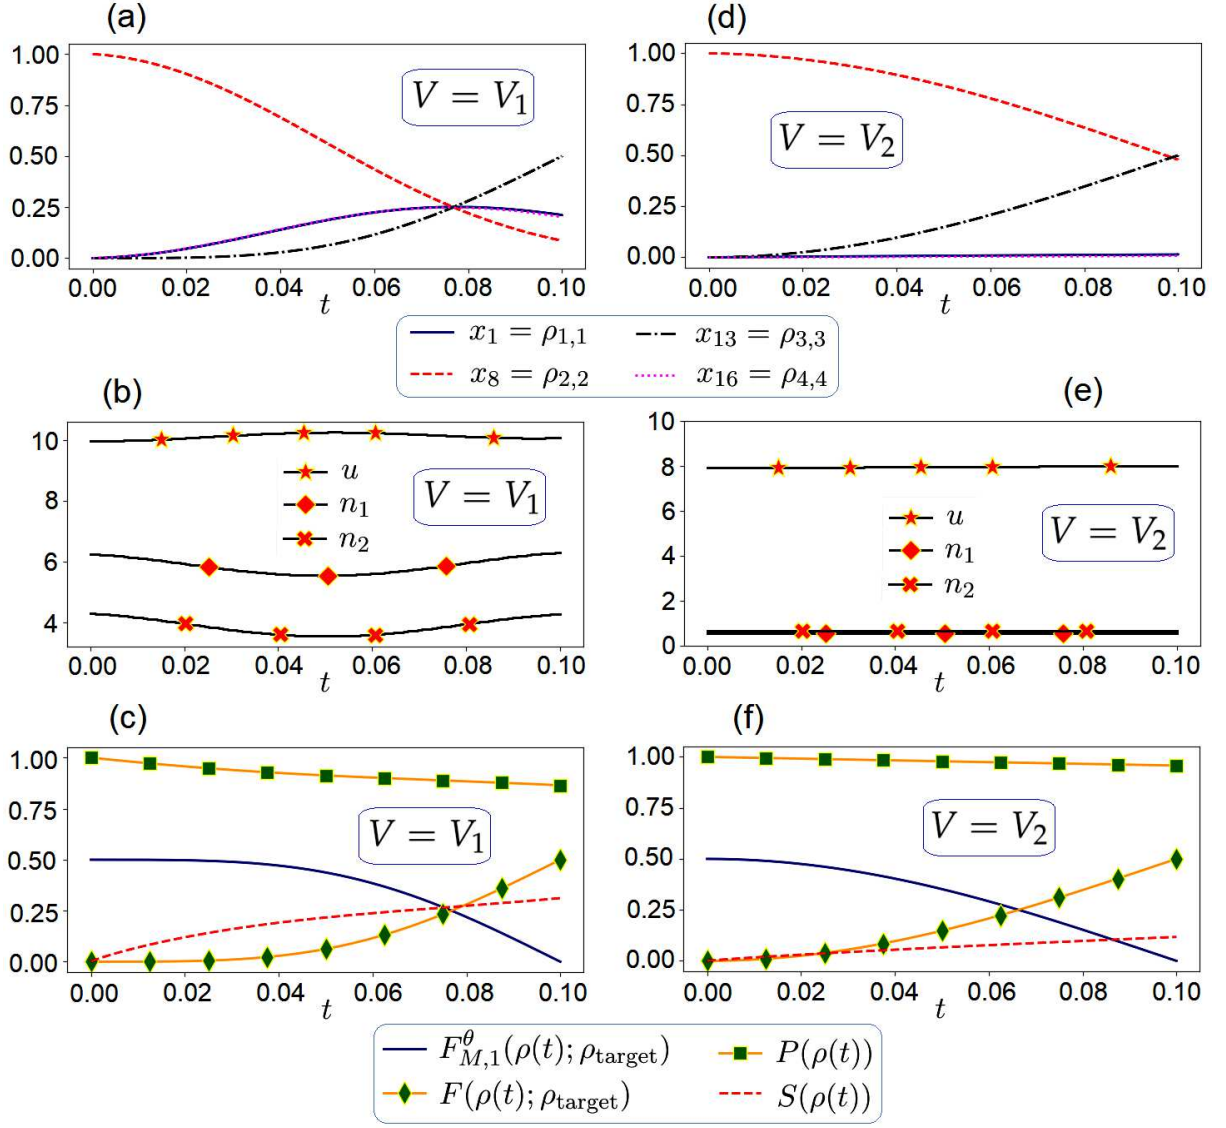 (a)
1.00
0.75
0.50
0.25
0.00
V = V₁
0.00 0.02 0.04 0.06 0.08 0.10
t
(d)
1.00
0.75
0.50
0.25
0.00
V = V₂
0.00 0.02 0.04 0.06 0.08 0.10
t
x₁ = ρ₁,₁ x₁₃ = ρ₃,₃
x₈ = ρ₂,₂ x₁₆ = ρ₄,₄
(b)
10
8
6
4
u
n₁
n₂
V = V₁
0.00 0.02 0.04 0.06 0.08 0.10
t
(e)
10
8
6
4
2
0
u
n₁
n₂
V = V₂
0.00 0.02 0.04 0.06 0.08 0.10
t
(c)
1.00
0.75
0.50
0.25
0.00
V = V₁
0.00 0.02 0.04 0.06 0.08 0.10
t
(f)
1.00
0.75
0.50
0.25
0.00
V = V₂
0.00 0.02 0.04 0.06 0.08 0.10
t
F^θ_{M,1}(ρ(t); ρ_target) P(ρ(t))
F(ρ(t); ρ_target) S(ρ(t))